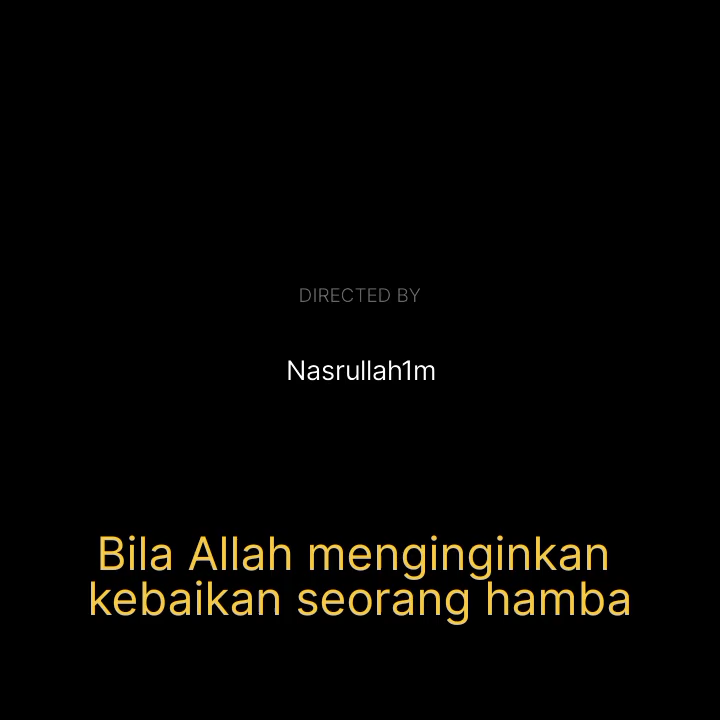 DIRECTED BY
Nasrullah1m
Bila Allah menginginkan
kebaikan seorang hamba